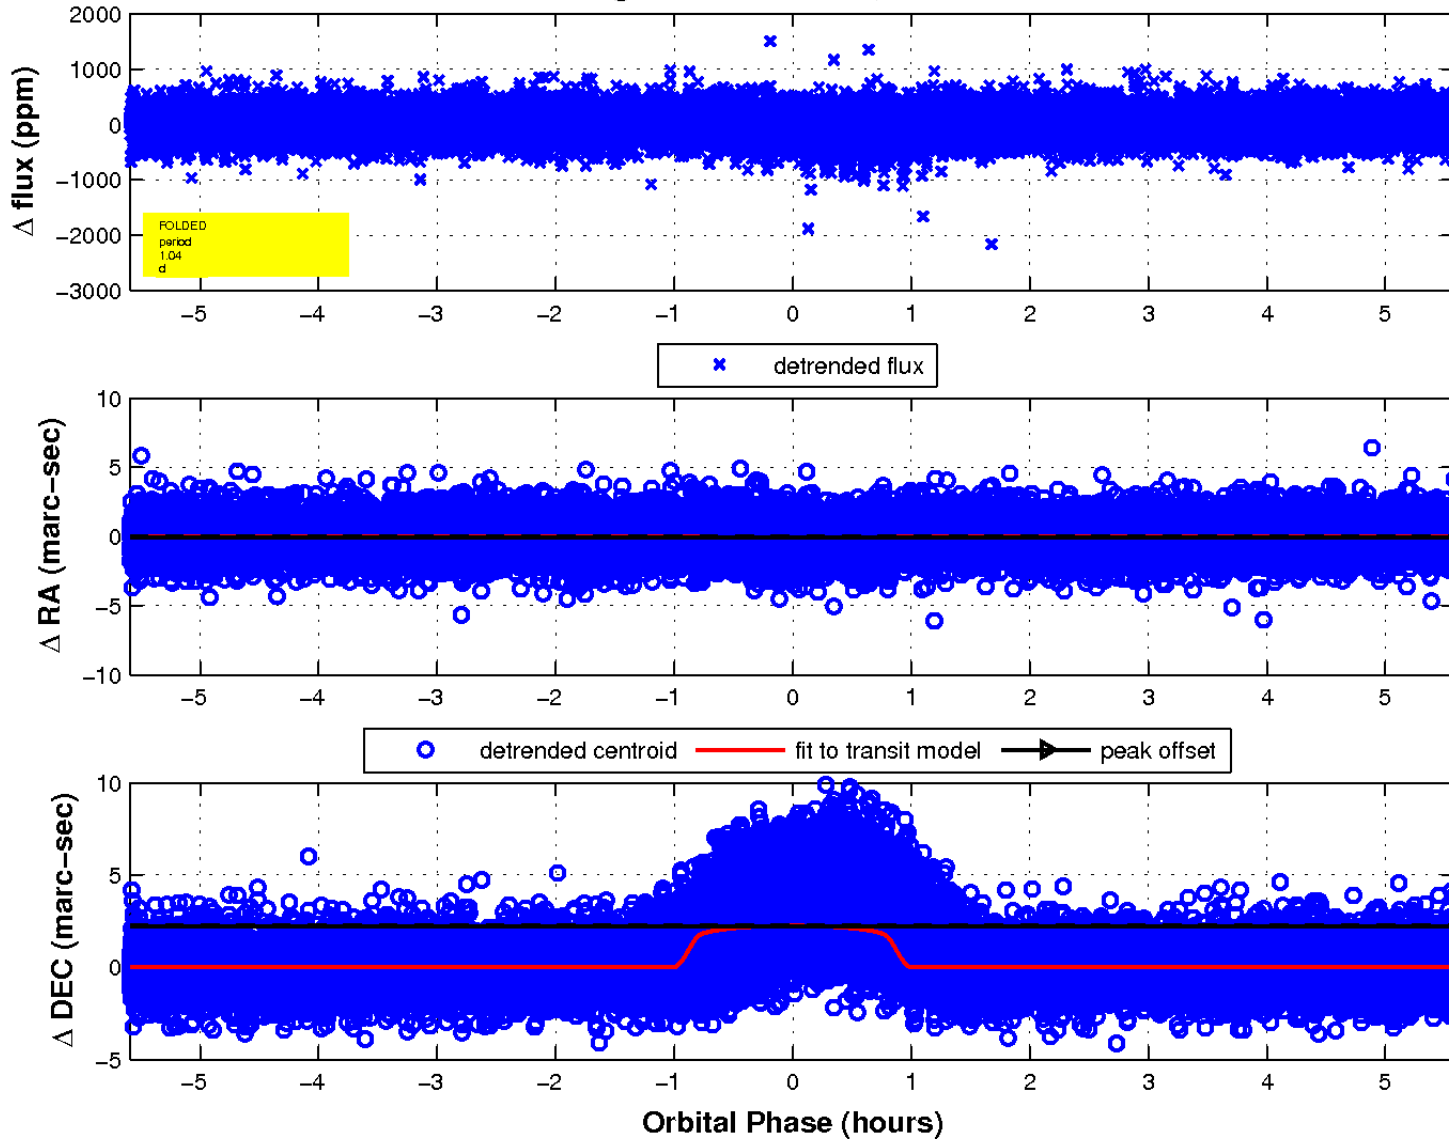 2000
1000
0
−1000
−2000
−3000
Δ flux (ppm)
FOLDED
period
1.04
d
−5 −4 −3 −2 −1 0 1 2 3 4 5
detrended flux
10
5
0
−5
−10
Δ RA (marc−sec)
−5 −4 −3 −2 −1 0 1 2 3 4 5
detrended centroid fit to transit model peak offset
10
5
0
−5
Δ DEC (marc−sec)
−5 −4 −3 −2 −1 0 1 2 3 4 5
Orbital Phase (hours)